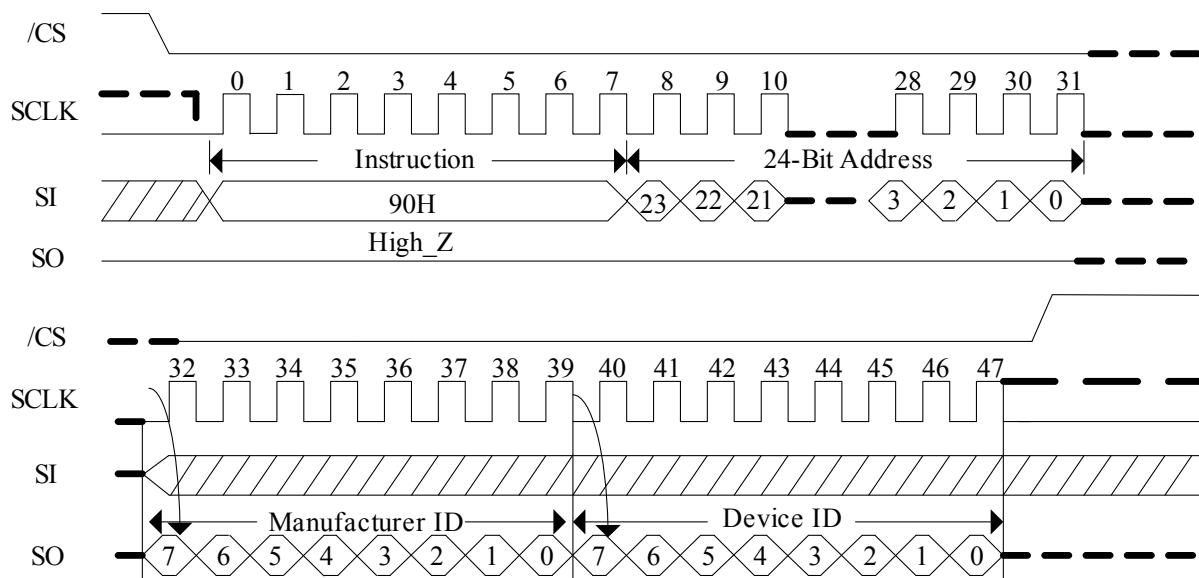 /CS
0 1 2 3 4 5 6 7 8 9 10 28 29 30 31
SCLK
Instruction 24-Bit Address
SI 90H 23 22 21 3 2 1 0
High_Z
SO
/CS
32 33 34 35 36 37 38 39 40 41 42 43 44 45 46 47
SCLK
SI
Manufacturer ID Device ID
SO 7 6 5 4 3 2 1 0 7 6 5 4 3 2 1 0